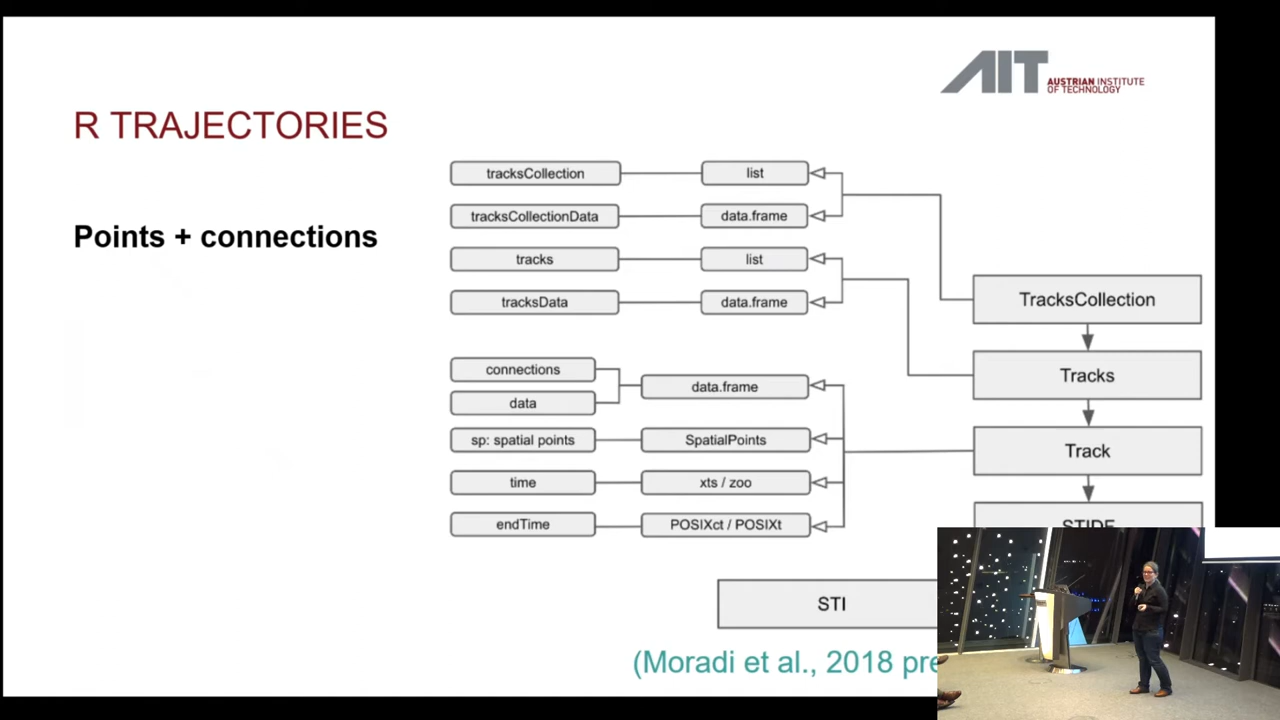 AIT AUSTRIAN INSTITUTE
OF TECHNOLOGY
R TRAJECTORIES
Points + connections
tracksCollection list
tracksCollectionData data.frame
tracks list
tracksData data.frame
connections
data
data.frame
sp: spatial points SpatialPoints
time xts / zoo
endTime POSIXct / POSIXt
TracksCollection
Tracks
Track
STI
(Moradi et al., 2018